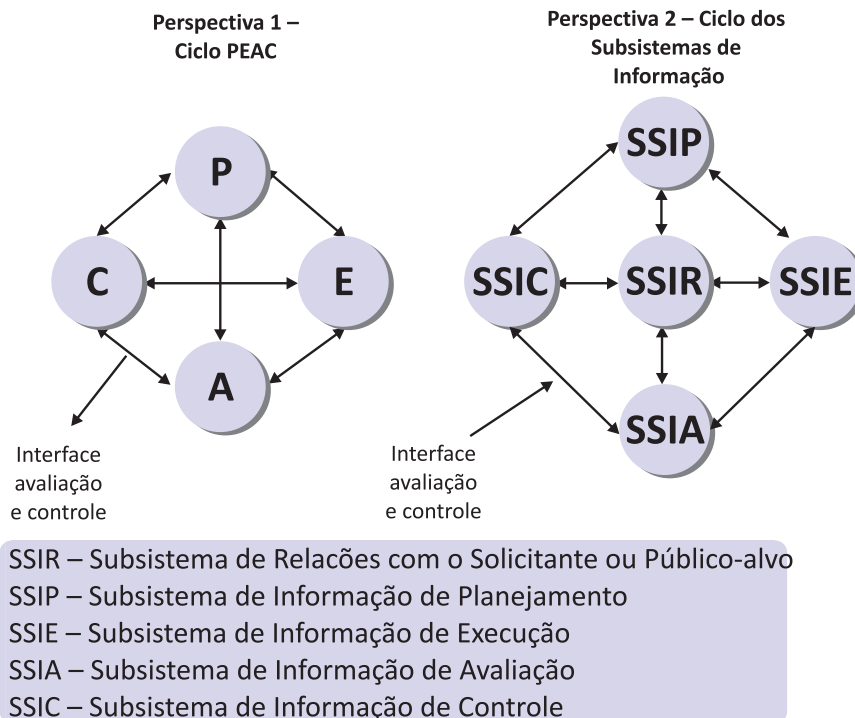 Perspectiva 1 –
Ciclo PEAC
P
C
E
A
Interface
avaliação
e controle
Perspectiva 2 – Ciclo dos
Subsistemas de
Informação
SSIP
SSIC
SSIR
SSIE
SSIA
Interface
avaliação
e controle
SSIR – Subsistema de Relacões com o Solicitante ou Público-alvo
SSIP – Subsistema de Informação de Planejamento
SSIE – Subsistema de Informação de Execução
SSIA – Subsistema de Informação de Avaliação
SSIC – Subsistema de Informação de Controle